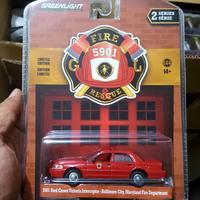 GREENLIGHT
2 SERIES
SÉRIE
FIRE
5901
G L
RESCUE
LIMITED
EDITION
ÉDITION
LIMITÉE
1:64
14+
2001 Ford Crown Victoria Interceptor - Baltimore City, Maryland Fire Department